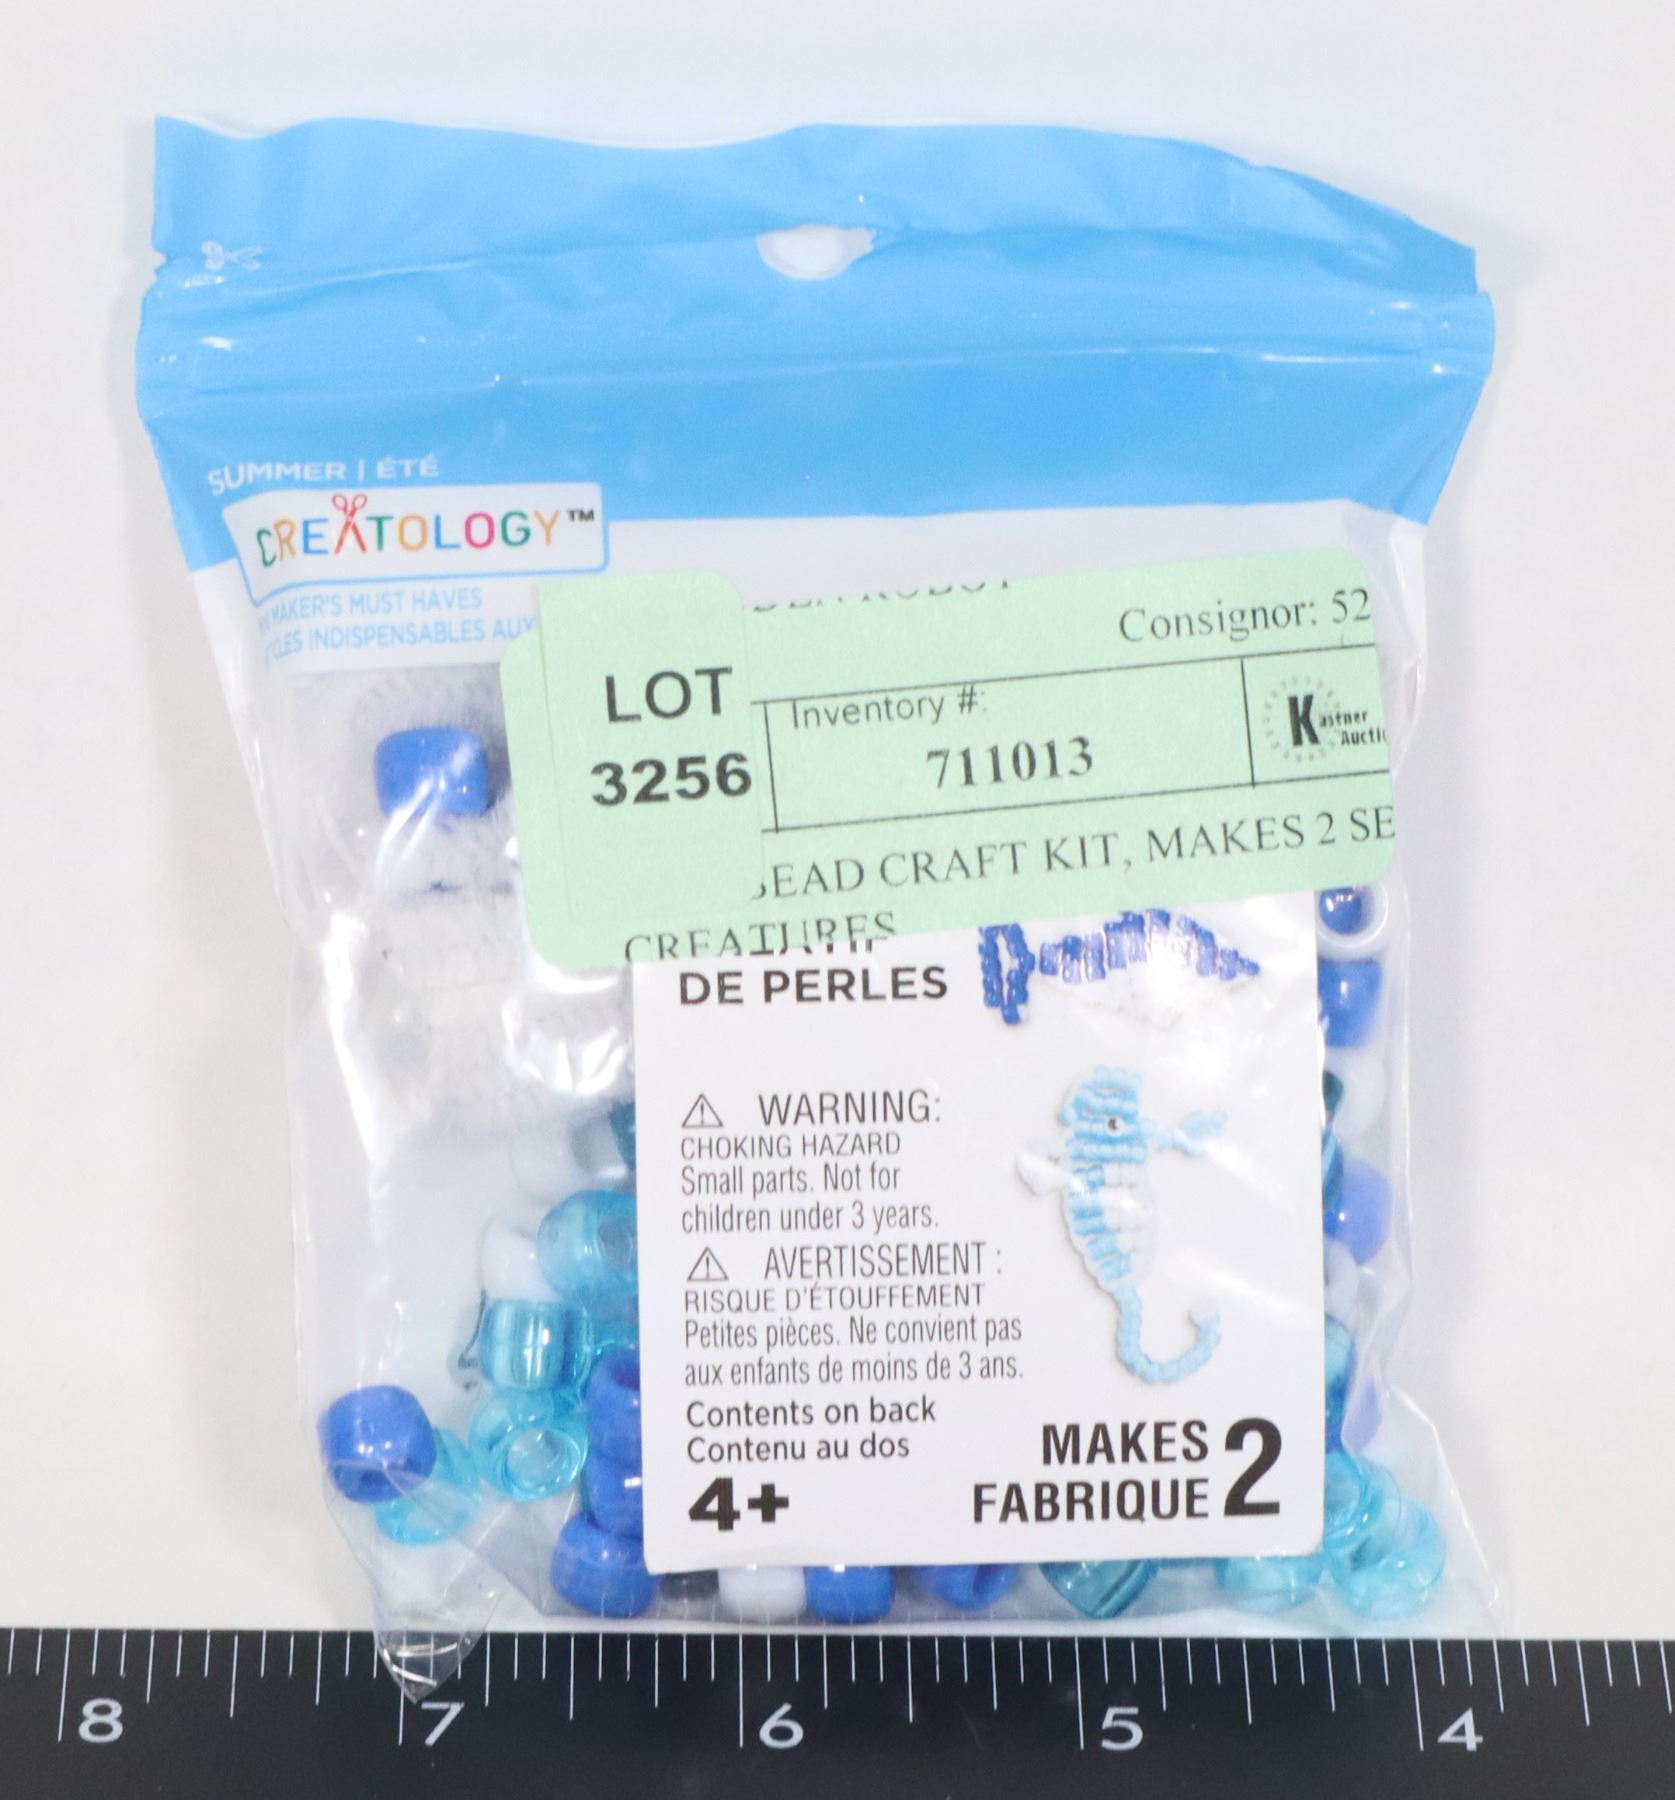 SUMMER | ÉTÉ
CREATOLOGY™
MAKER'S MUST HAVES
INDISPENSABLES AUX
Consignor: 52
LOT
3256
Inventory #:
711013
Kastner
Auctio
BEAD CRAFT KIT, MAKES 2 SE
CREATURES
DE PERLES
⚠ WARNING:
CHOKING HAZARD
Small parts. Not for
children under 3 years.
⚠ AVERTISSEMENT :
RISQUE D'ÉTOUFFEMENT
Petites pièces. Ne convient pas
aux enfants de moins de 3 ans.
Contents on back
Contenu au dos
4+
MAKES
FABRIQUE 2
8 7 6 5 4